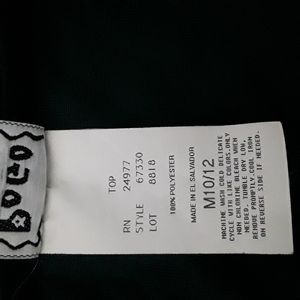 Bolo
TOP
RN 24977
STYLE 67330
LOT 8818
100% POLYESTER
MADE IN EL SALVADOR
M10/12
MACHINE WASH COLD DELICATE
CYCLE WITH LIKE COLORS.ONLY
NON CHLORINE BLEACH WHEN
NEEDED. TUMBLE DRY LOW.
REMOVE PROMPTLY.COOL IRON
ON REVERSE SIDE IF NEEDED.